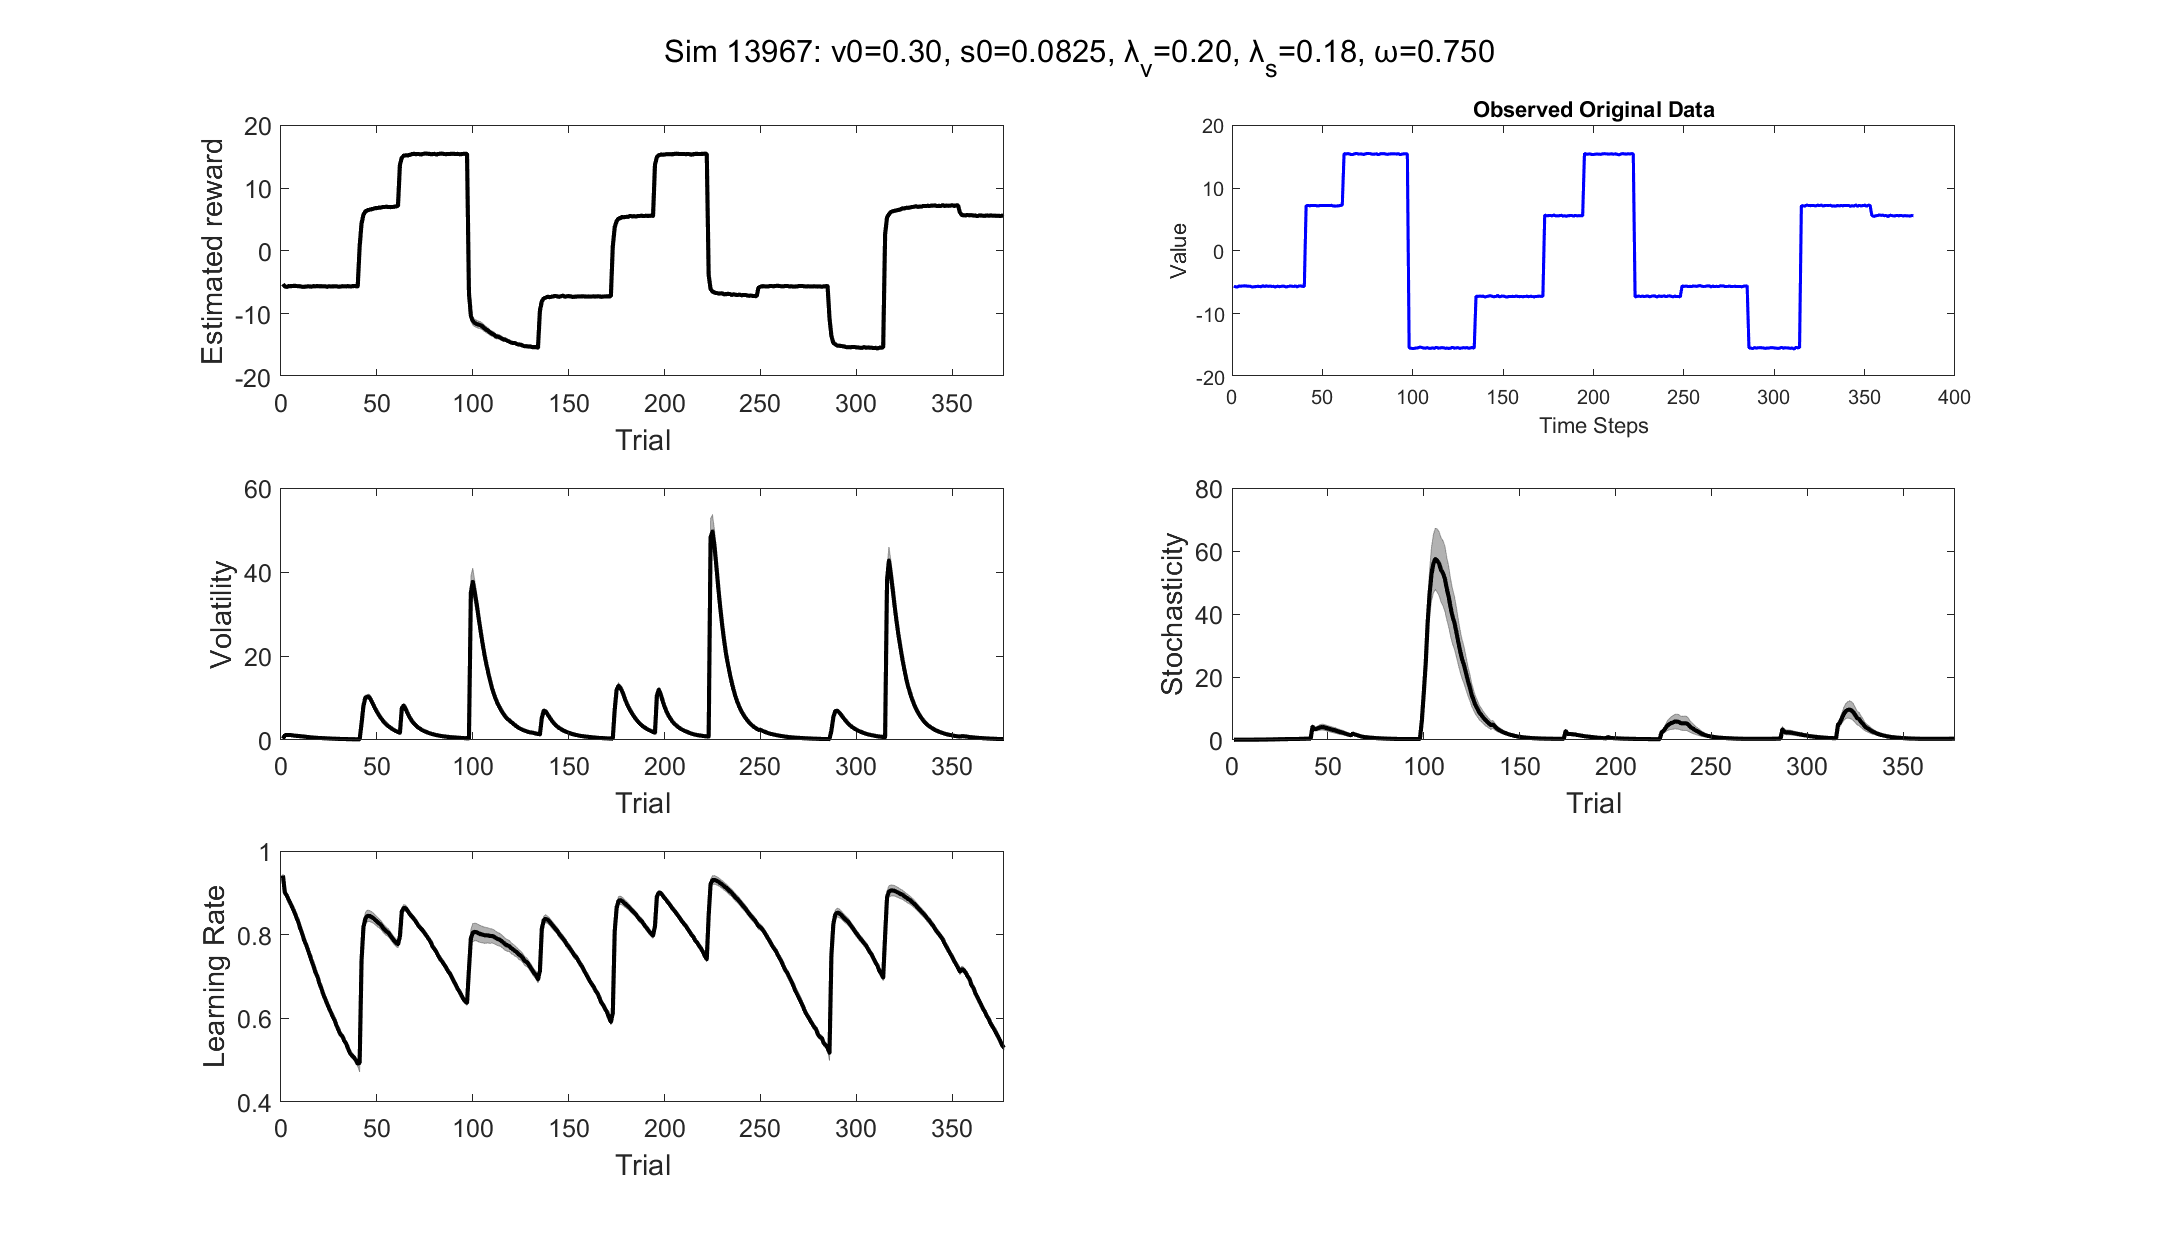 Sim 13967: v0=0.30, s0=0.0825, λv=0.20, λs=0.18, ω=0.750
Estimated reward
20
10
0
-10
-20
0 50 100 150 200 250 300 350
Trial
Observed Original Data
Value
20
10
0
-10
-20
0 50 100 150 200 250 300 350 400
Time Steps
Volatility
60
40
20
0
0 50 100 150 200 250 300 350
Trial
Stochasticity
80
60
40
20
0
0 50 100 150 200 250 300 350
Trial
Learning Rate
1
0.8
0.6
0.4
0 50 100 150 200 250 300 350
Trial